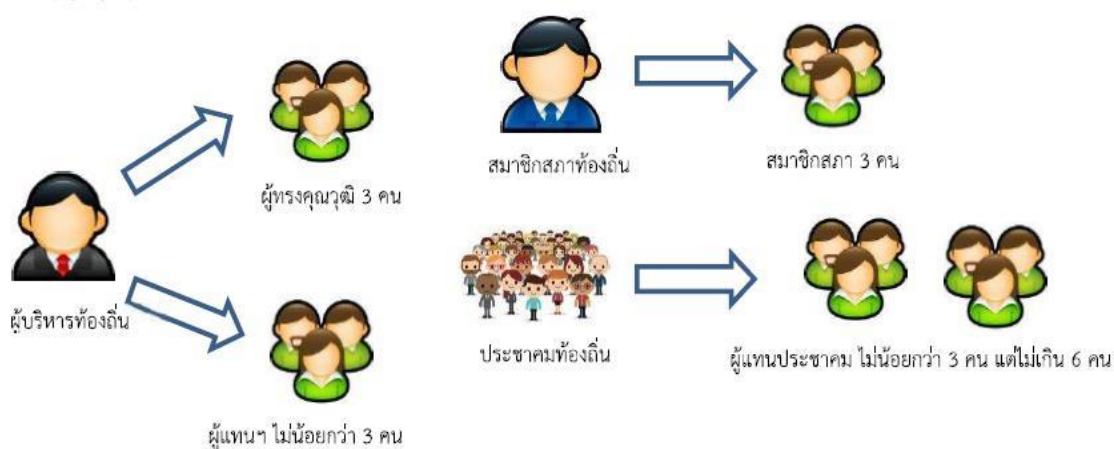 ผู้ทรงคุณวุฒิ 3 คน
ผู้บริหารท้องถิ่น
ผู้แทนฯ ไม่น้อยกว่า 3 คน
สมาชิกสภาท้องถิ่น
สมาชิกสภา 3 คน
ประชาคมท้องถิ่น
ผู้แทนประชาคม ไม่น้อยกว่า 3 คน แต่ไม่เกิน 6 คน